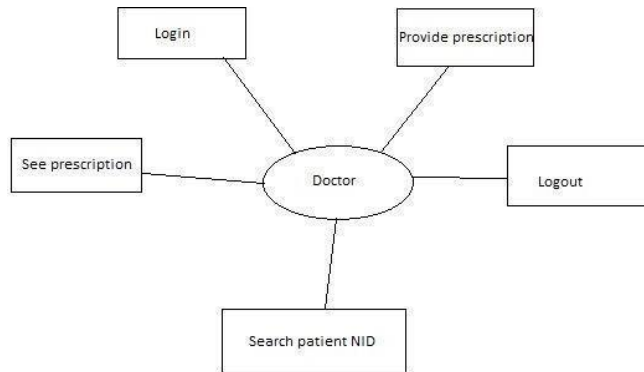 Login
Provide prescription
See prescription
Doctor
Logout
Search patient NID